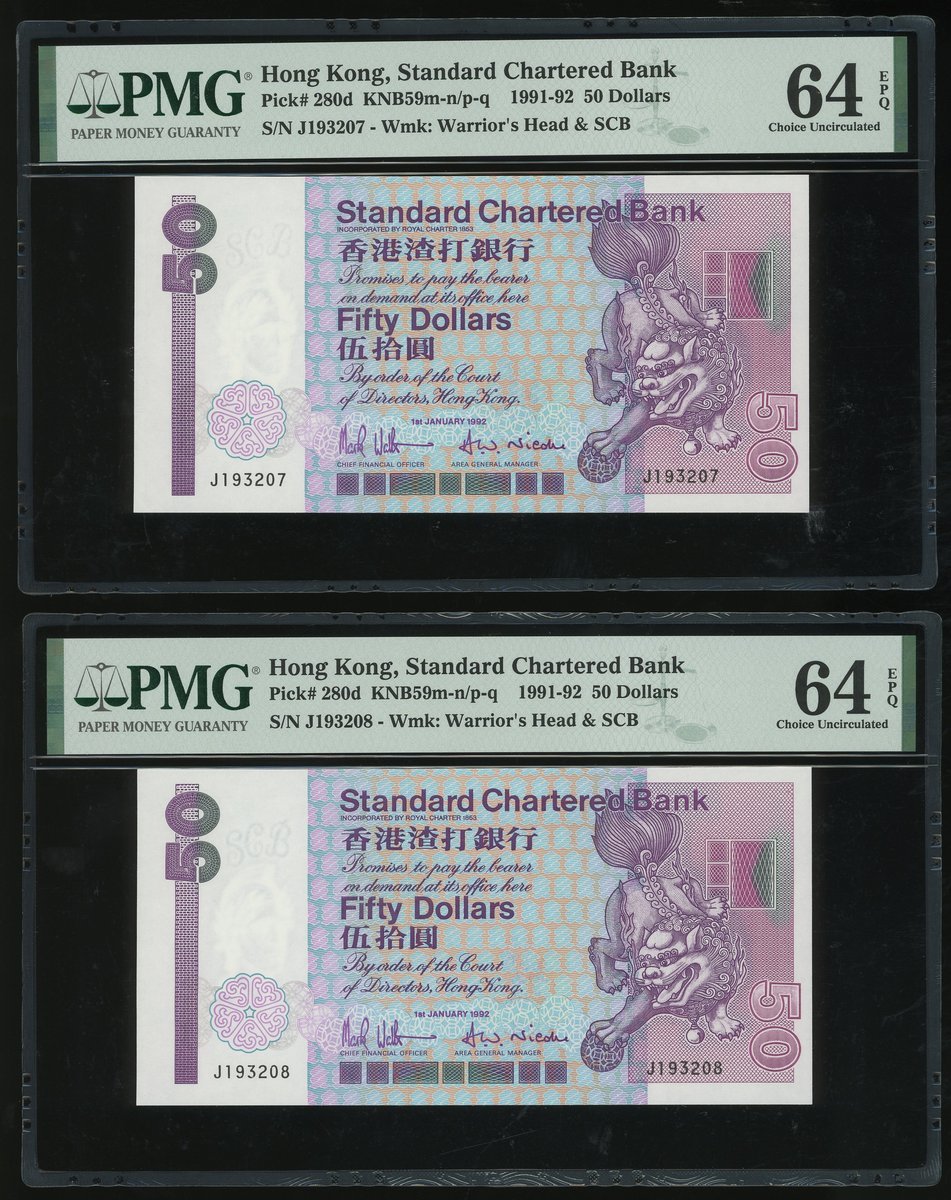 PMG®
PAPER MONEY GUARANTY
Hong Kong, Standard Chartered Bank
Pick# 280d KNB59m-n/p-q 1991-92 50 Dollars
S/N J193207 - Wmk: Warrior's Head & SCB
64 EPQ
Choice Uncirculated
50
SCB
Standard Chartered Bank
INCORPORATED BY ROYAL CHARTER 1853
香港渣打銀行
Promises to pay the bearer
on demand at its office here
Fifty Dollars
伍拾圓
By order of the Court
of Directors, Hong Kong.
1st JANUARY 1992
CHIEF FINANCIAL OFFICER
AREA GENERAL MANAGER
J193207
J193207
50
PMG®
PAPER MONEY GUARANTY
Hong Kong, Standard Chartered Bank
Pick# 280d KNB59m-n/p-q 1991-92 50 Dollars
S/N J193208 - Wmk: Warrior's Head & SCB
64 EPQ
Choice Uncirculated
50
SCB
Standard Chartered Bank
INCORPORATED BY ROYAL CHARTER 1853
香港渣打銀行
Promises to pay the bearer
on demand at its office here
Fifty Dollars
伍拾圓
By order of the Court
of Directors, Hong Kong.
1st JANUARY 1992
CHIEF FINANCIAL OFFICER
AREA GENERAL MANAGER
J193208
J193208
50